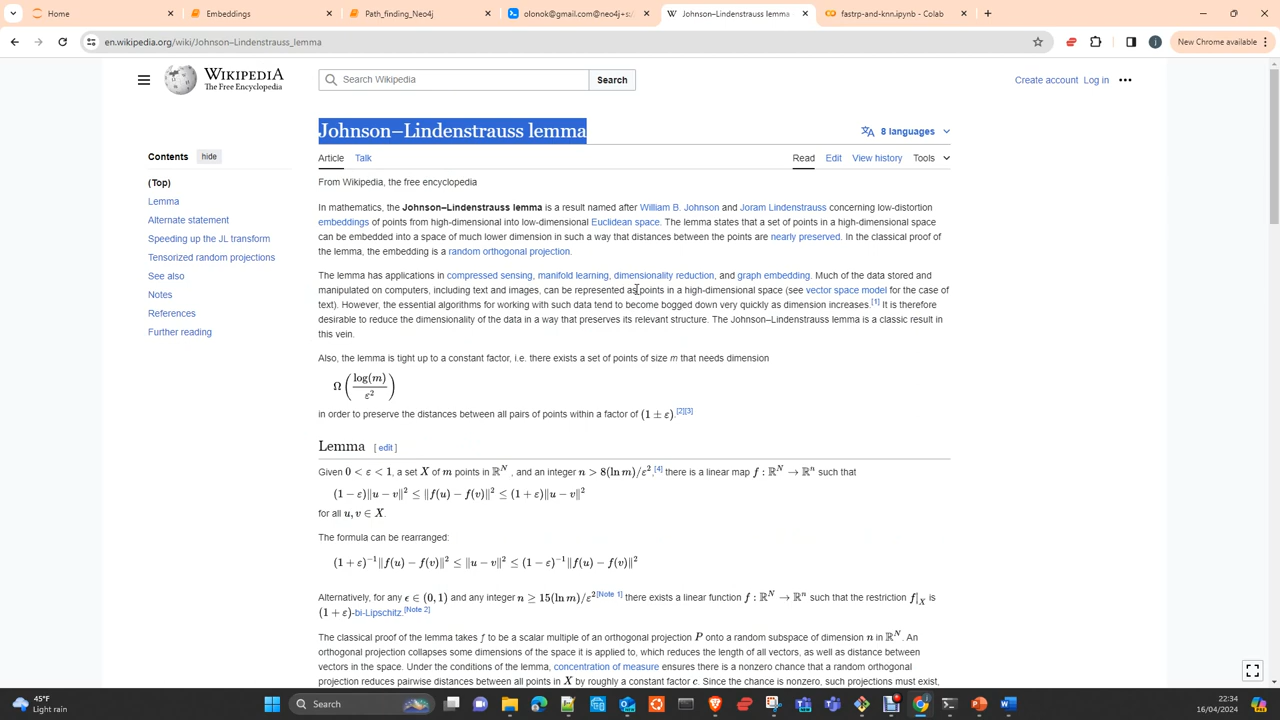 Home
Embeddings
Path_finding_Neo4j
olonok@gmail.com@neo4j+s:/
Johnson–Lindenstrauss lemma
fastrp-and-knn.ipynb - Colab
en.wikipedia.org/wiki/Johnson–Lindenstrauss_lemma
New Chrome available
WIKIPEDIA
The Free Encyclopedia
Search Wikipedia
Search
Create account
Log in
Johnson–Lindenstrauss lemma
8 languages
Contents
hide
Article
Talk
Read
Edit
View history
Tools
(Top)
Lemma
Alternate statement
Speeding up the JL transform
Tensorized random projections
See also
Notes
References
Further reading
From Wikipedia, the free encyclopedia
In mathematics, the Johnson–Lindenstrauss lemma is a result named after William B. Johnson and Joram Lindenstrauss concerning low-distortion
embeddings of points from high-dimensional into low-dimensional Euclidean space. The lemma states that a set of points in a high-dimensional space
can be embedded into a space of much lower dimension in such a way that distances between the points are nearly preserved. In the classical proof of
the lemma, the embedding is a random orthogonal projection.
The lemma has applications in compressed sensing, manifold learning, dimensionality reduction, and graph embedding. Much of the data stored and
manipulated on computers, including text and images, can be represented as points in a high-dimensional space (see vector space model for the case of
text). However, the essential algorithms for working with such data tend to become bogged down very quickly as dimension increases.[1] It is therefore
desirable to reduce the dimensionality of the data in a way that preserves its relevant structure. The Johnson–Lindenstrauss lemma is a classic result in
this vein.
Also, the lemma is tight up to a constant factor, i.e. there exists a set of points of size m that needs dimension
Ω(log(m)/ε²)
in order to preserve the distances between all pairs of points within a factor of (1 ± ε).[2][3]
Lemma [ edit ]
Given 0 < ε < 1, a set X of m points in ℝᴺ, and an integer n > 8(ln m)/ε²,[4] there is a linear map f : ℝᴺ → ℝⁿ such that
(1 − ε)‖u − v‖² ≤ ‖f(u) − f(v)‖² ≤ (1 + ε)‖u − v‖²
for all u, v ∈ X.
The formula can be rearranged:
(1 + ε)⁻¹‖f(u) − f(v)‖² ≤ ‖u − v‖² ≤ (1 − ε)⁻¹‖f(u) − f(v)‖²
Alternatively, for any ϵ ∈ (0, 1) and any integer n ≥ 15(ln m)/ε²[Note 1] there exists a linear function f : ℝᴺ → ℝⁿ such that the restriction f|X is
(1 + ε)-bi-Lipschitz.[Note 2]
The classical proof of the lemma takes f to be a scalar multiple of an orthogonal projection P onto a random subspace of dimension n in ℝᴺ. An
orthogonal projection collapses some dimensions of the space it is applied to, which reduces the length of all vectors, as well as distance between
vectors in the space. Under the conditions of the lemma, concentration of measure ensures there is a nonzero chance that a random orthogonal
projection reduces pairwise distances between all points in X by roughly a constant factor c. Since the chance is nonzero, such projections must exist,
45°F
Light rain
Search
22:34
16/04/2024